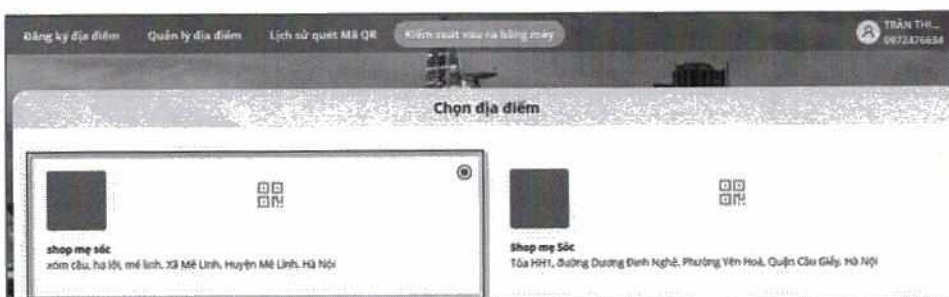 Đăng ký địa điểm Quản lý địa điểm Lịch sử quét Mã QR Kiểm soát vào ra bằng máy TRẦN THỊ...
0972476634
Chọn địa điểm
shop mẹ sóc
xóm cầu, hạ lôi, mê linh, Xã Mê Linh, Huyện Mê Linh, Hà Nội
Shop mẹ Sóc
Tòa HH1, đường Dương Đình Nghệ, Phường Yên Hoà, Quận Cầu Giấy, Hà Nội